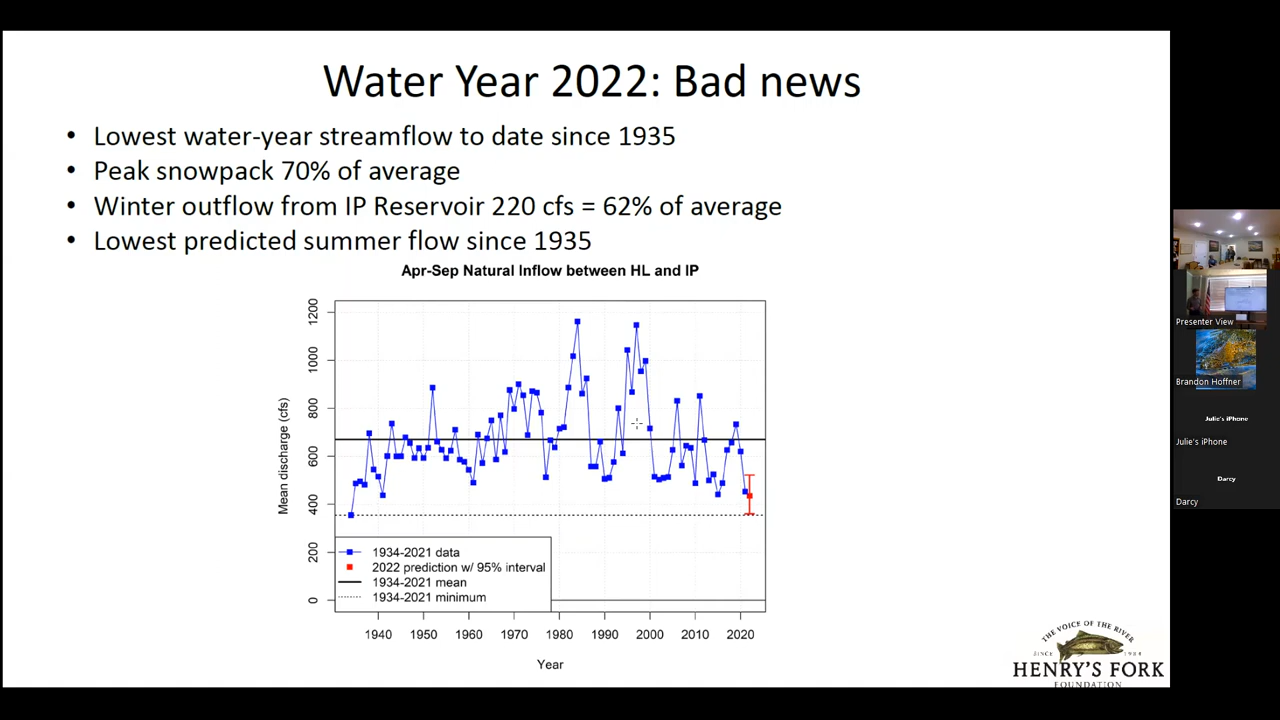 Water Year 2022: Bad news
• Lowest water-year streamflow to date since 1935
• Peak snowpack 70% of average
• Winter outflow from IP Reservoir 220 cfs = 62% of average
• Lowest predicted summer flow since 1935
Apr-Sep Natural Inflow between HL and IP
Mean discharge (cfs)
1200
1000
800
600
400
200
0
1934-2021 data
2022 prediction w/ 95% interval
1934-2021 mean
1934-2021 minimum
1940 1950 1960 1970 1980 1990 2000 2010 2020
Year
THE VOICE OF THE RIVER
SINCE 1984
HENRY'S FORK
FOUNDATION
Presenter View
Brandon Hoffner
Julie's iPhone
Julie's iPhone
Darcy
Darcy